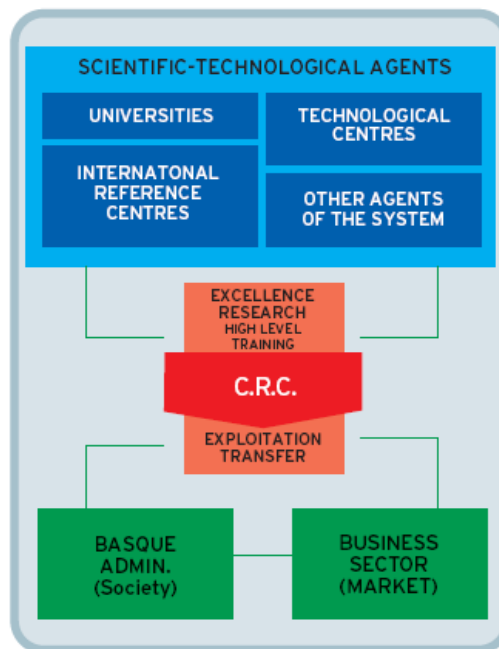 SCIENTIFIC-TECHNOLOGICAL AGENTS
UNIVERSITIES
INTERNATONAL
REFERENCE
CENTRES
TECHNOLOGICAL
CENTRES
OTHER AGENTS
OF THE SYSTEM
EXCELLENCE
RESEARCH
HIGH LEVEL
TRAINING
C.R.C.
EXPLOITATION
TRANSFER
BASQUE
ADMIN.
(Society)
BUSINESS
SECTOR
(MARKET)